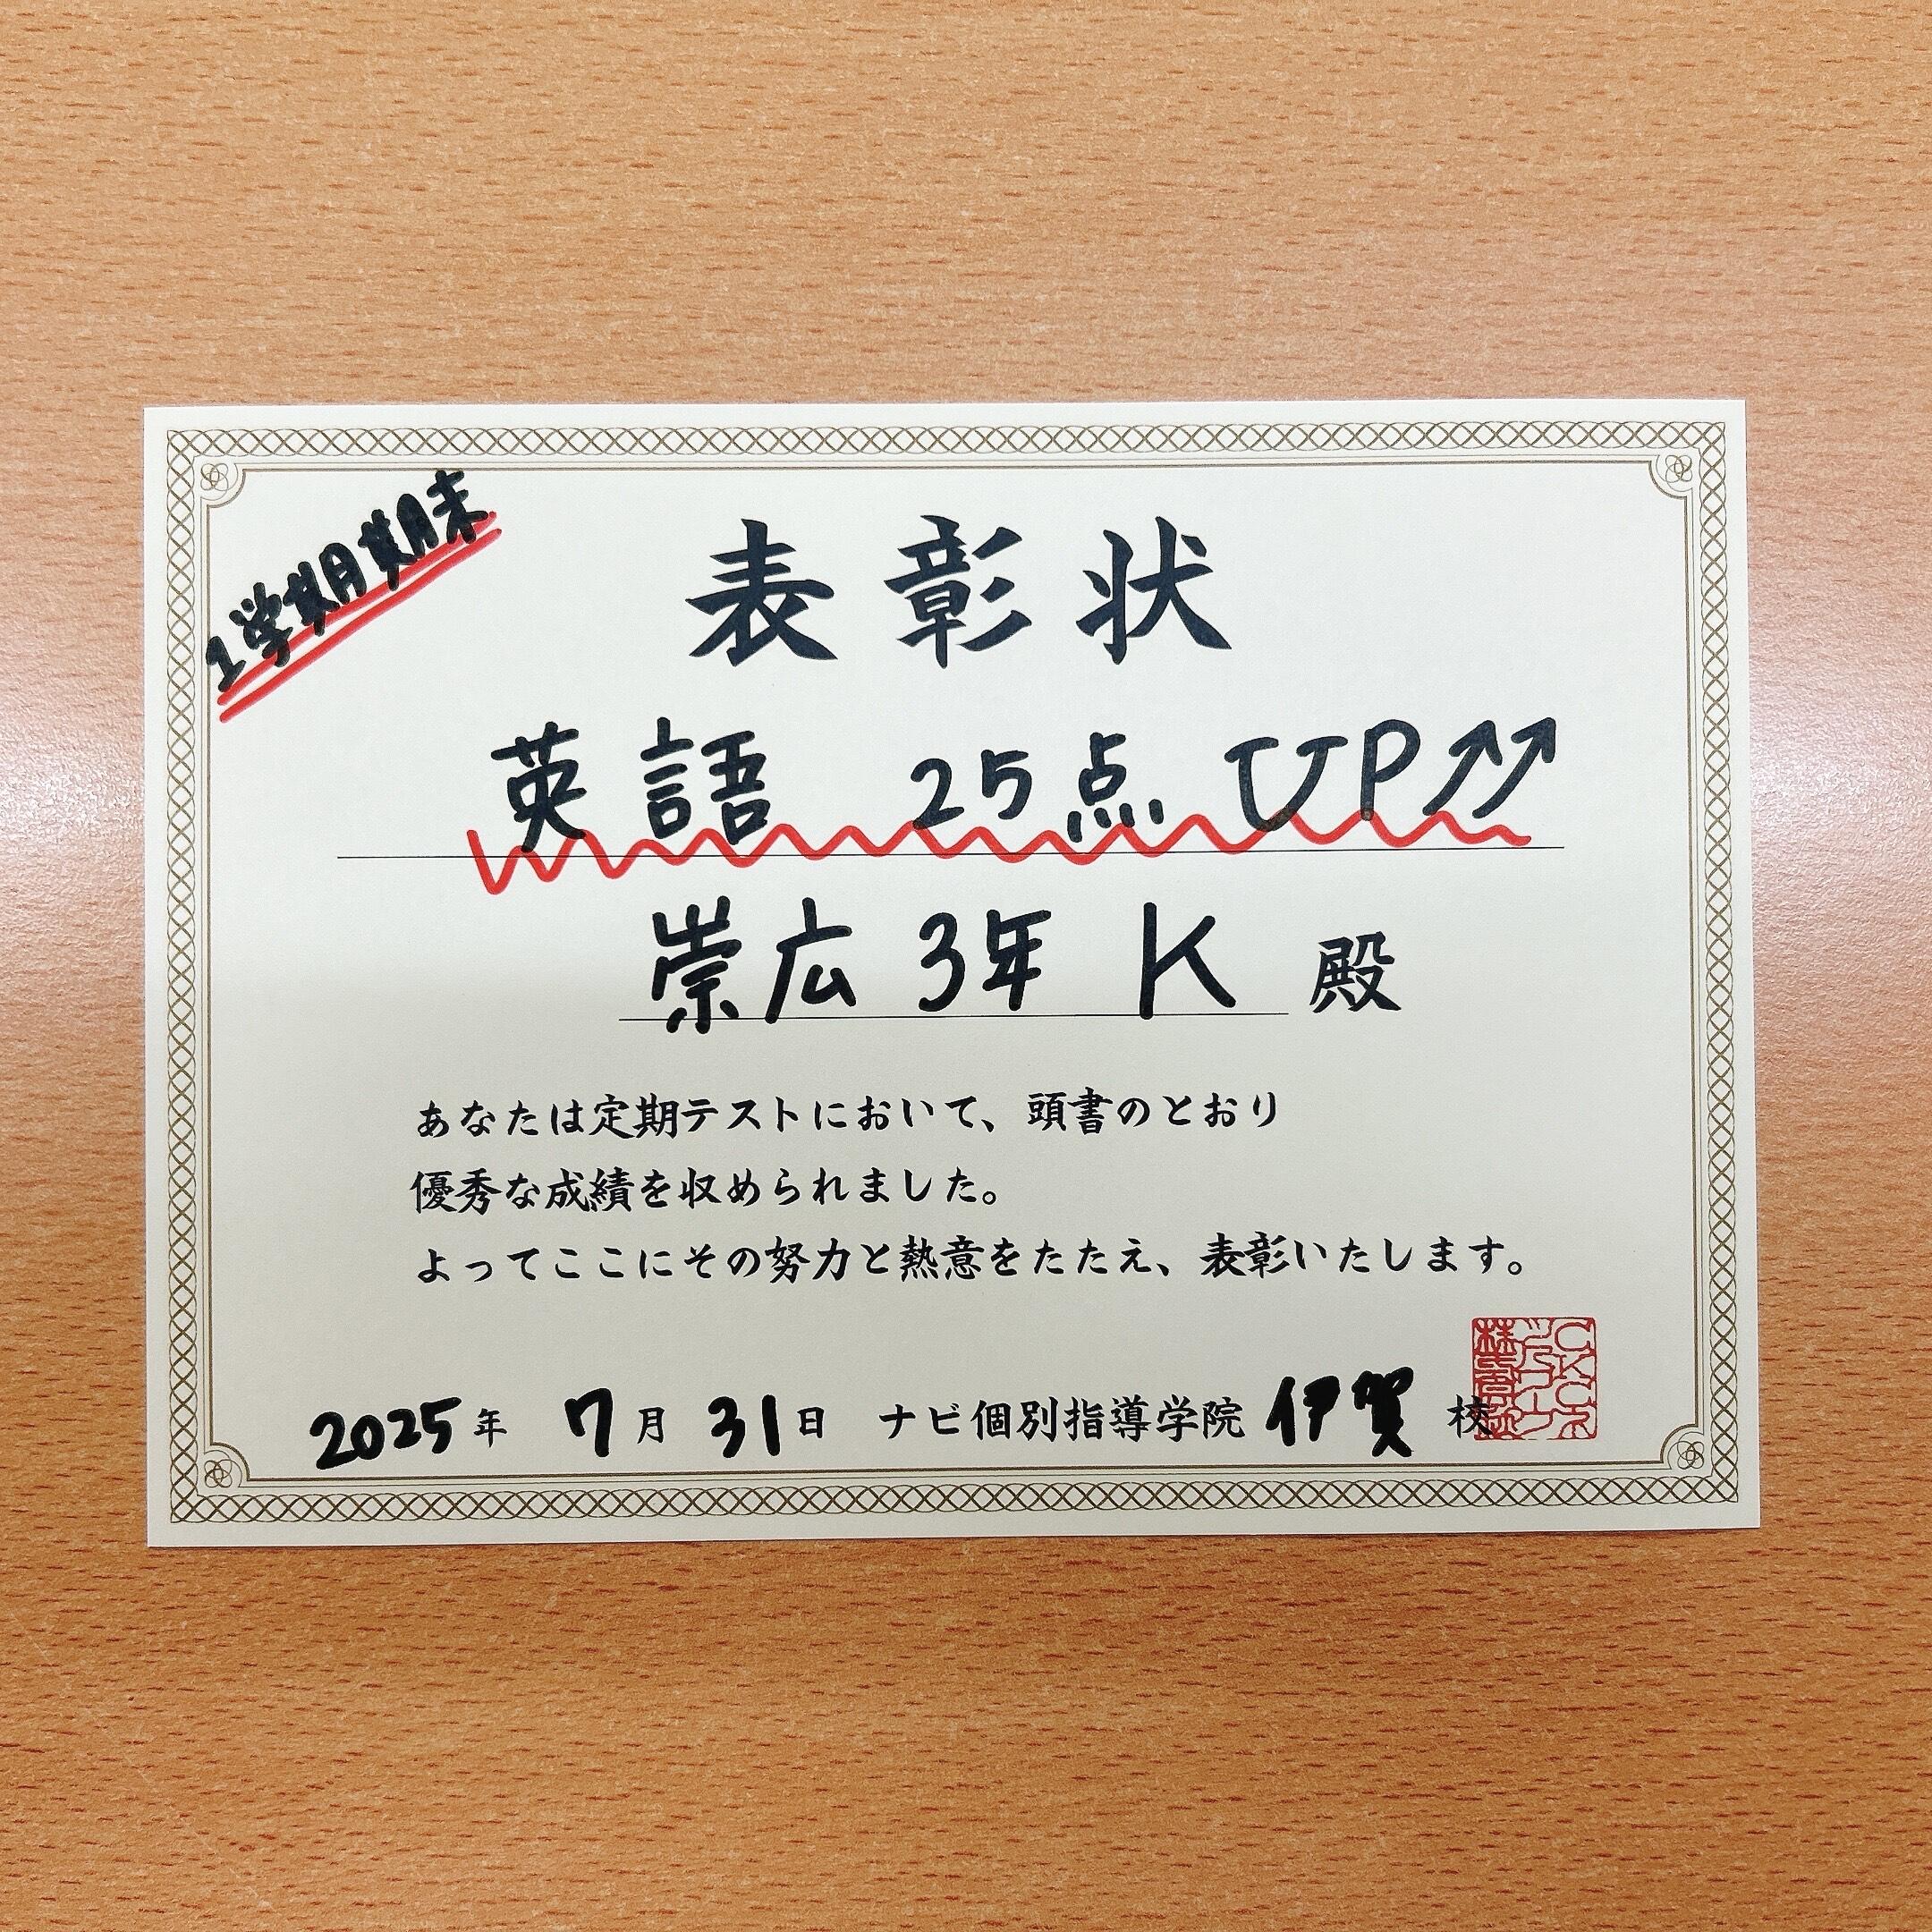 1学期期末
表彰状
英語 25点 UP↗↗
崇広 3年 K 殿
あなたは定期テストにおいて、頭書のとおり
優秀な成績を収められました。
よってここにその努力と熱意をたたえ、表彰いたします。
2025年 7月 31日 ナビ個別指導学院 伊賀 校